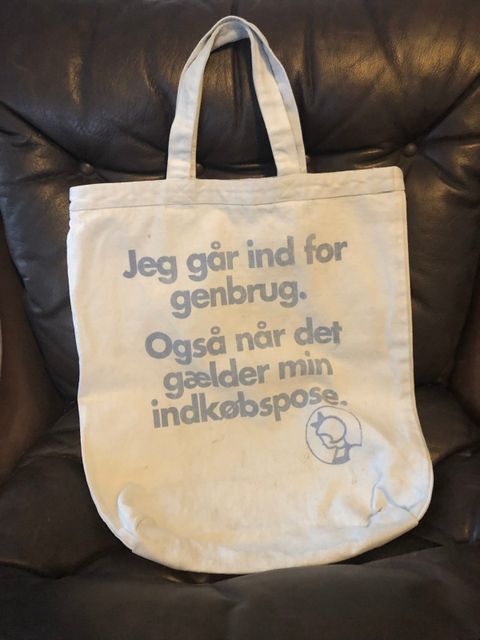 Jeg går ind for
genbrug.
Også når det
gælder min
indkøbspose.